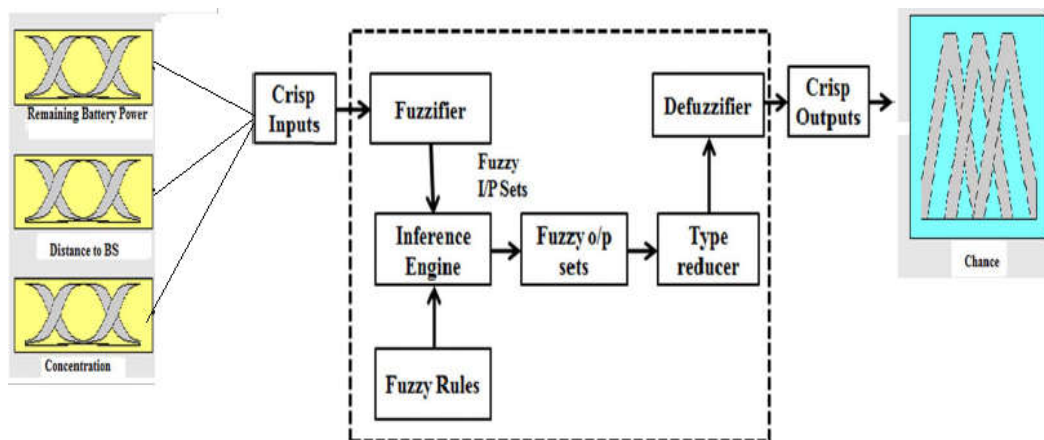 Remaining Battery Power
Distance to BS
Concentration
Crisp
Inputs
Fuzzifier
Fuzzy
I/P Sets
Inference
Engine
Fuzzy Rules
Fuzzy o/p
sets
Type
reducer
Defuzzifier
Crisp
Outputs
Chance